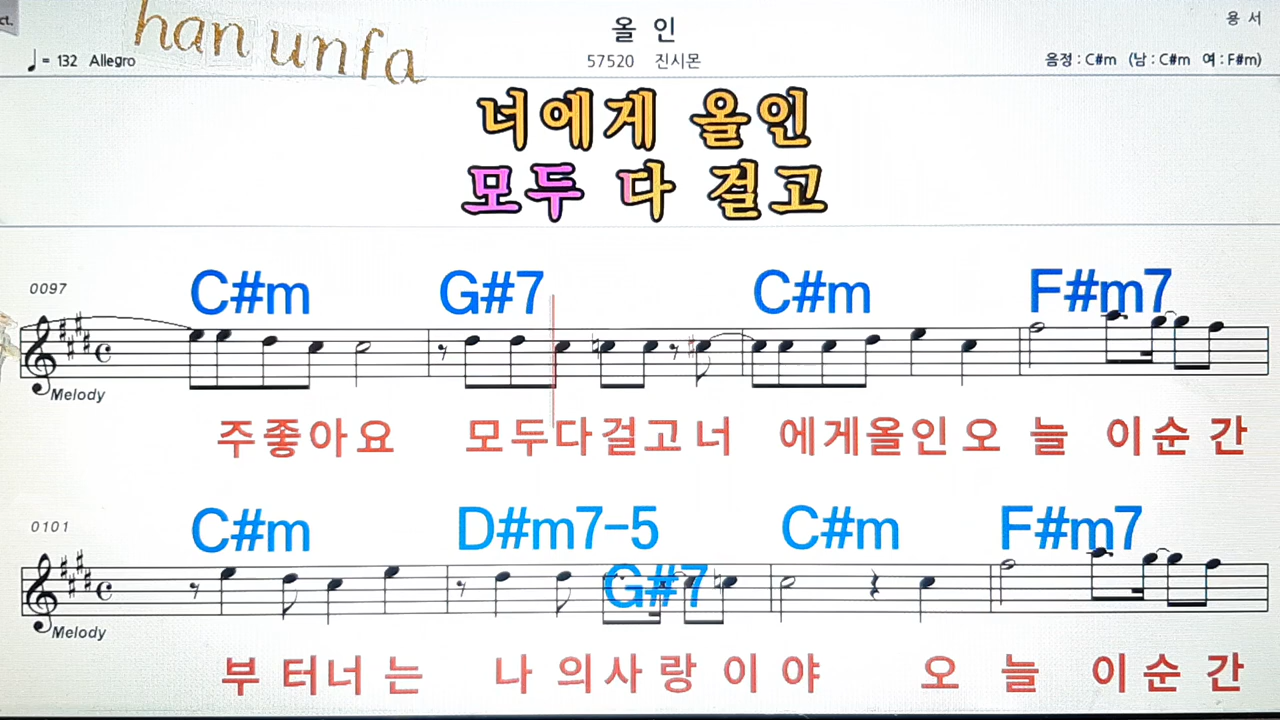 ct.
han unfa
올 인
용 서
♩= 132 Allegro
57520 진시몬
음정 : C#m (남 : C#m 여 : F#m)
너에게 올인
모두 다 걸고
C#m G#7 C#m F#m7
0097
Melody
주좋아요 모두다걸고너 에게올인오 늘 이순간
0101
C#m D#m7-5 C#m F#m7
G#7
Melody
부 터너 는 나 의사 랑 이 야 오 늘 이순간